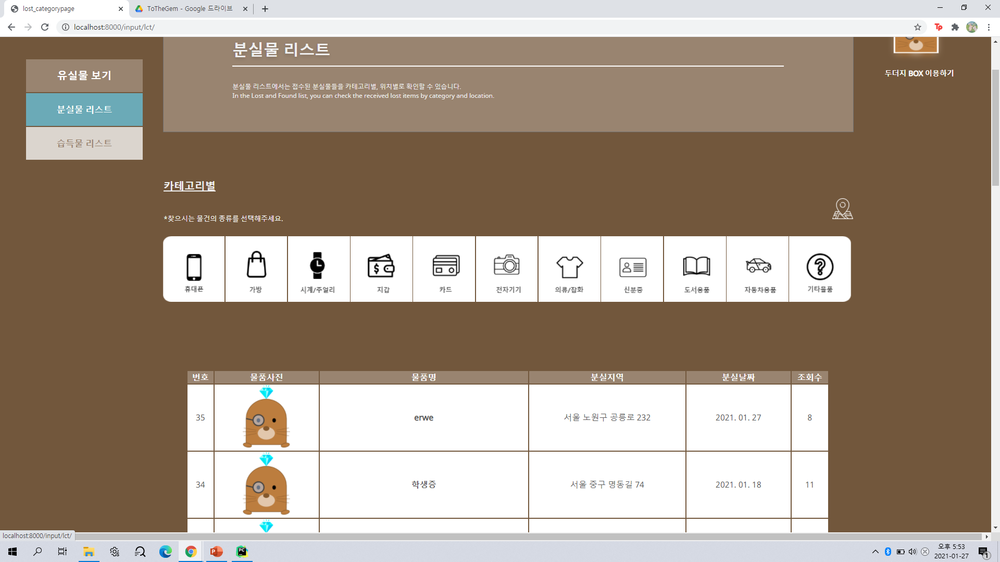 lost_categorypage
ToTheGem - Google 드라이브
localhost:8000/input/lct/
Tp
분실물 리스트
분실물 리스트에서는 접수된 분실물들을 카테고리별, 위치별로 확인할 수 있습니다.
In the Lost and Found list, you can check the received lost items by category and location.
두더지 BOX 이용하기
유실물 보기
분실물 리스트
습득물 리스트
카테고리별
*찾으시는 물건의 종류를 선택해주세요.
휴대폰 가방 시계/주얼리 지갑 카드 전자기기 의류/잡화 신분증 도서용품 자동차용품 기타물품
번호 물품사진 물품명 분실지역 분실날짜 조회수
35 erwe 서울 노원구 공릉로 232 2021. 01. 27 8
34 학생증 서울 중구 명동길 74 2021. 01. 18 11
localhost:8000/input/lct/
P
PC
오후 5:53
2021-01-27
1